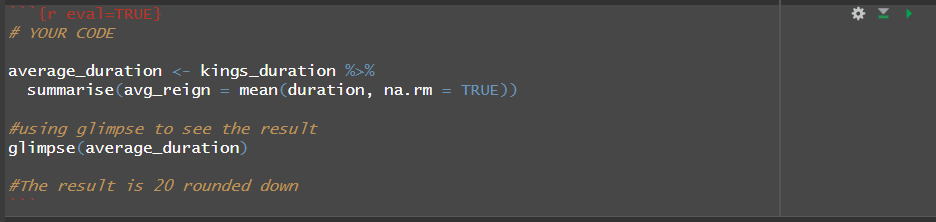 ```{r eval=TRUE}
# YOUR CODE
average_duration <- kings_duration %>%
summarise(avg_reign = mean(duration, na.rm = TRUE))
#using glimpse to see the result
glimpse(average_duration)
#The result is 20 rounded down
```